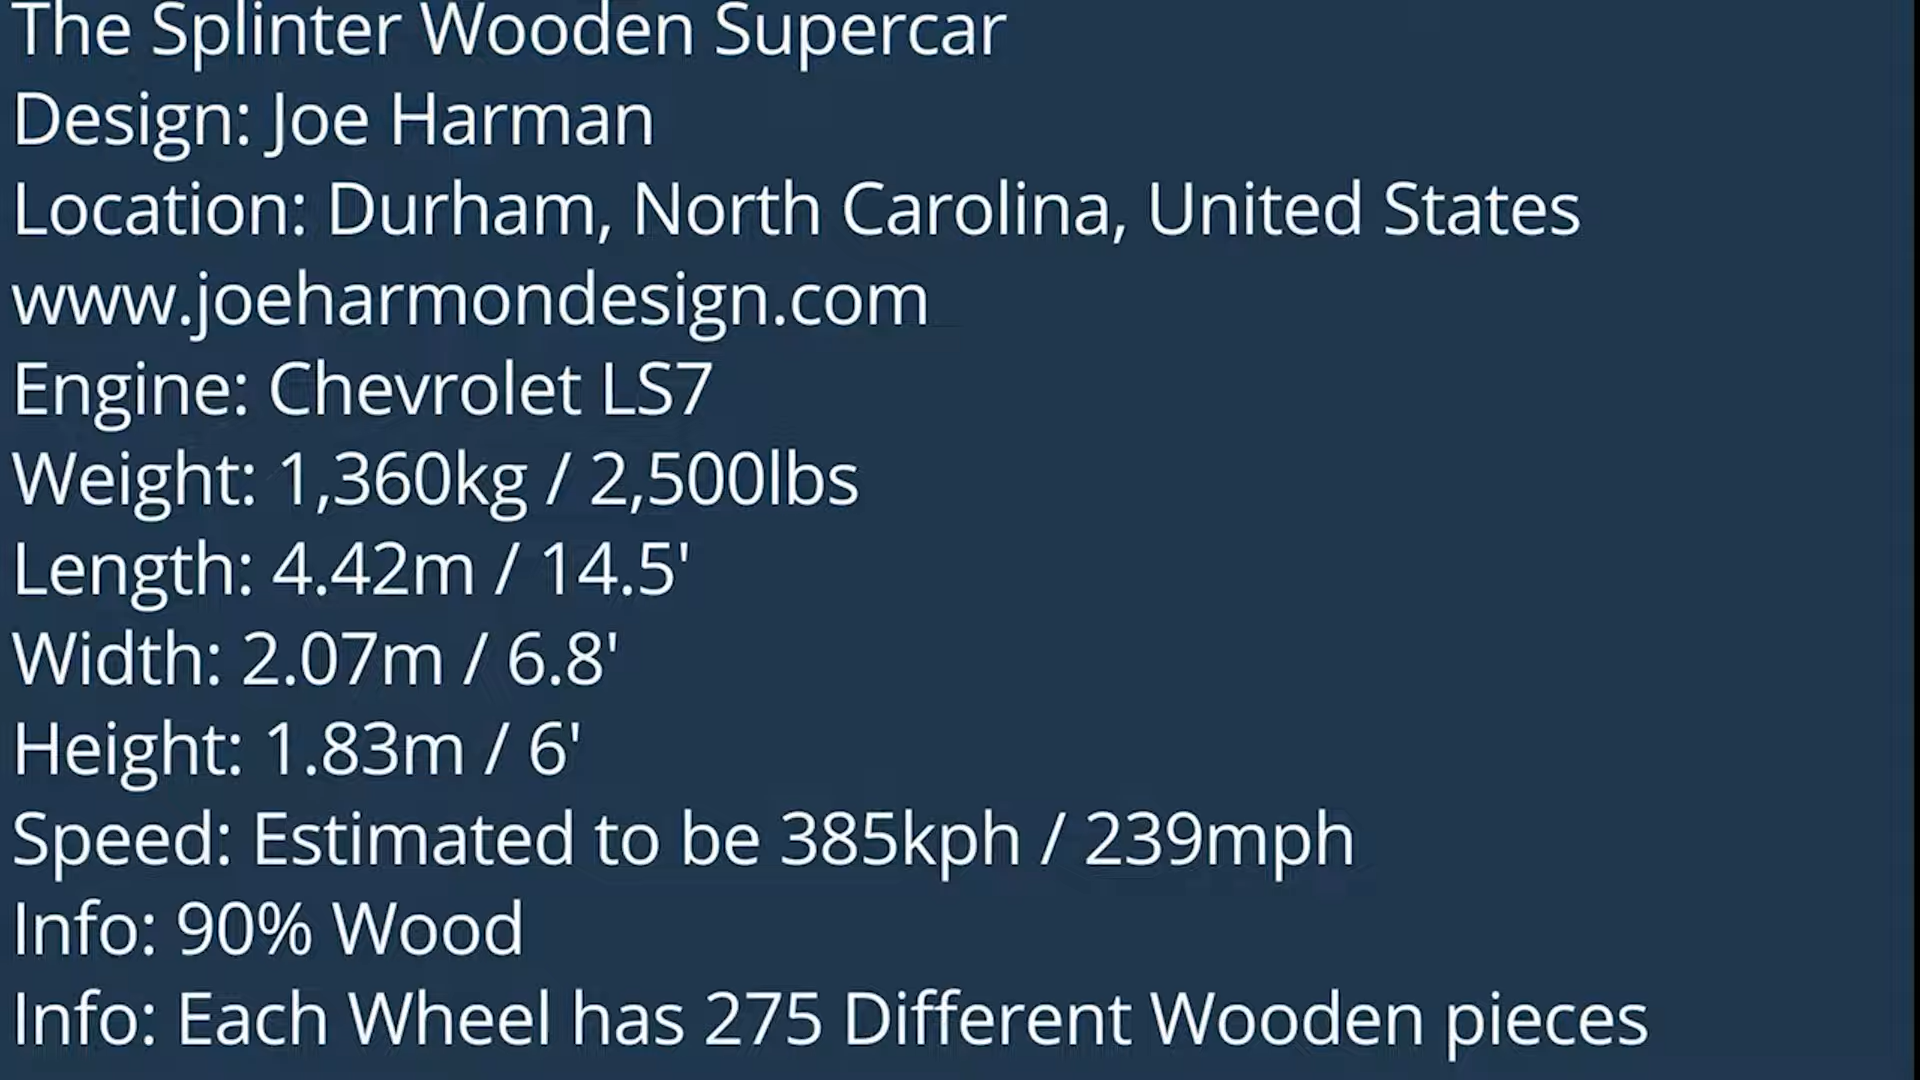 The Splinter Wooden Supercar
Design: Joe Harman
Location: Durham, North Carolina, United States
www.joeharmondesign.com
Engine: Chevrolet LS7
Weight: 1,360kg / 2,500lbs
Length: 4.42m / 14.5'
Width: 2.07m / 6.8'
Height: 1.83m / 6'
Speed: Estimated to be 385kph / 239mph
Info: 90% Wood
Info: Each Wheel has 275 Different Wooden pieces